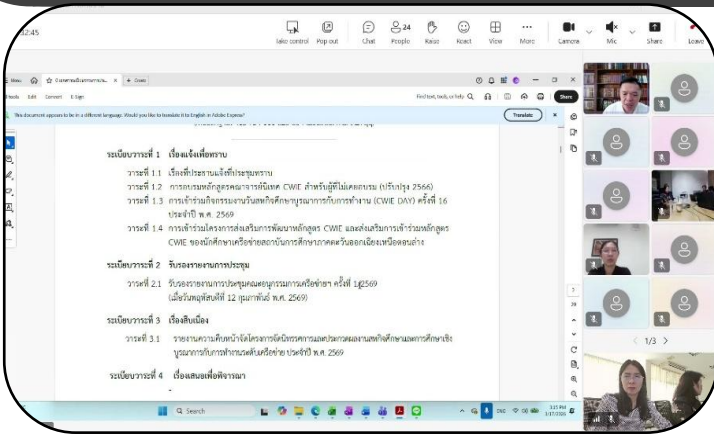 32:45
Take control Pop out Chat 24 People Raise React View More Camera Mic Share Leave
Edit Convert E-Sign
Find text, tools, or help
Share
This document appears to be in a different language. Would you like to translate it to English in Adobe Express?
Translate
ระเบียบวาระที่ 1 เรื่องแจ้งเพื่อทราบ
วาระที่ 1.1 เรื่องที่ประธานแจ้งที่ประชุมทราบ
วาระที่ 1.2 การอบรมหลักสูตรคณาจารย์นิเทศ CWIE สำหรับผู้ที่ไม่เคยอบรม (ปรับปรุง 2566)
วาระที่ 1.3 การเข้าร่วมกิจกรรมงานวันสหกิจศึกษาบูรณาการกับการทำงาน (CWIE DAY) ครั้งที่ 16
ประจำปี พ.ศ. 2569
วาระที่ 1.4 การเข้าร่วมโครงการส่งเสริมการพัฒนาหลักสูตร CWIE และส่งเสริมการเข้าร่วมหลักสูตร
CWIE ของนักศึกษาเครือข่ายสถาบันการศึกษาภาคตะวันออกเฉียงเหนือตอนล่าง
ระเบียบวาระที่ 2 รับรองรายงานการประชุม
วาระที่ 2.1 รับรองรายงานการประชุมคณะอนุกรรมการเครือข่ายฯ ครั้งที่ 1/2569
(เมื่อวันพฤหัสบดีที่ 12 กุมภาพันธ์ พ.ศ. 2569)
ระเบียบวาระที่ 3 เรื่องสืบเนื่อง
วาระที่ 3.1 รายงานความคืบหน้าจัดโครงการจัดนิทรรศการและประกวดผลงานสหกิจศึกษาและการศึกษาเชิง
บูรณาการกับการทำงานระดับเครือข่าย ประจำปี พ.ศ. 2569
ระเบียบวาระที่ 4 เรื่องเสนอเพื่อพิจารณา
-
1/3
Search
ENG
3:21 PM